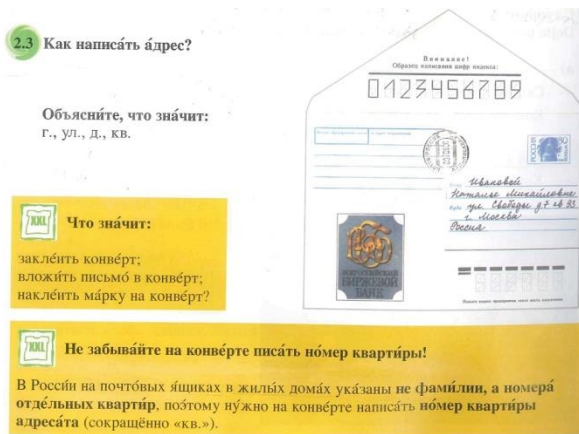 2.3 Как написа́ть а́дрес?
Внимание!
Образец написания цифр индекса:
0123456789
Объясни́те, что зна́чит:
г., ул., д., кв.
РОССИЯ
50
Ивановой
Наталье Михайловне
Куда ул. Свободы д 7 кв 93
г. Москва
Россия
ВСЕРОССИЙСКИЙ
БИРЖЕВОЙ
БАНК
XXL Что зна́чит:
закле́ить конве́рт;
вложи́ть письмо́ в конве́рт;
накле́ить ма́рку на конве́рт?
XXL Не забыва́йте на конве́рте писа́ть но́мер кварти́ры!
В Росси́и на почто́вых я́щиках в жилы́х дома́х ука́заны не фами́лии, а номера́
отде́льных кварти́р, поэ́тому ну́жно на конве́рте написа́ть но́мер кварти́ры
адреса́та (сокращённо «кв.»).